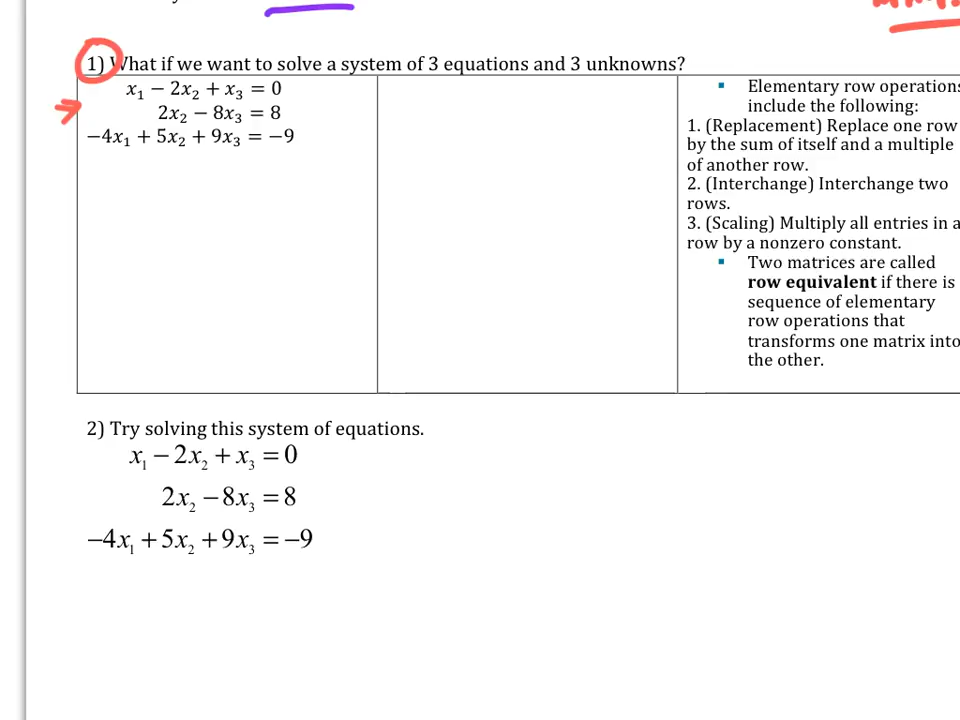 1) What if we want to solve a system of 3 equations and 3 unknowns?
x₁ − 2x₂ + x₃ = 0
2x₂ − 8x₃ = 8
−4x₁ + 5x₂ + 9x₃ = −9
▪ Elementary row operations
include the following:
1. (Replacement) Replace one row
by the sum of itself and a multiple
of another row.
2. (Interchange) Interchange two
rows.
3. (Scaling) Multiply all entries in a
row by a nonzero constant.
▪ Two matrices are called
row equivalent if there is
sequence of elementary
row operations that
transforms one matrix into
the other.
2) Try solving this system of equations.
x₁ − 2x₂ + x₃ = 0
2x₂ − 8x₃ = 8
−4x₁ + 5x₂ + 9x₃ = −9